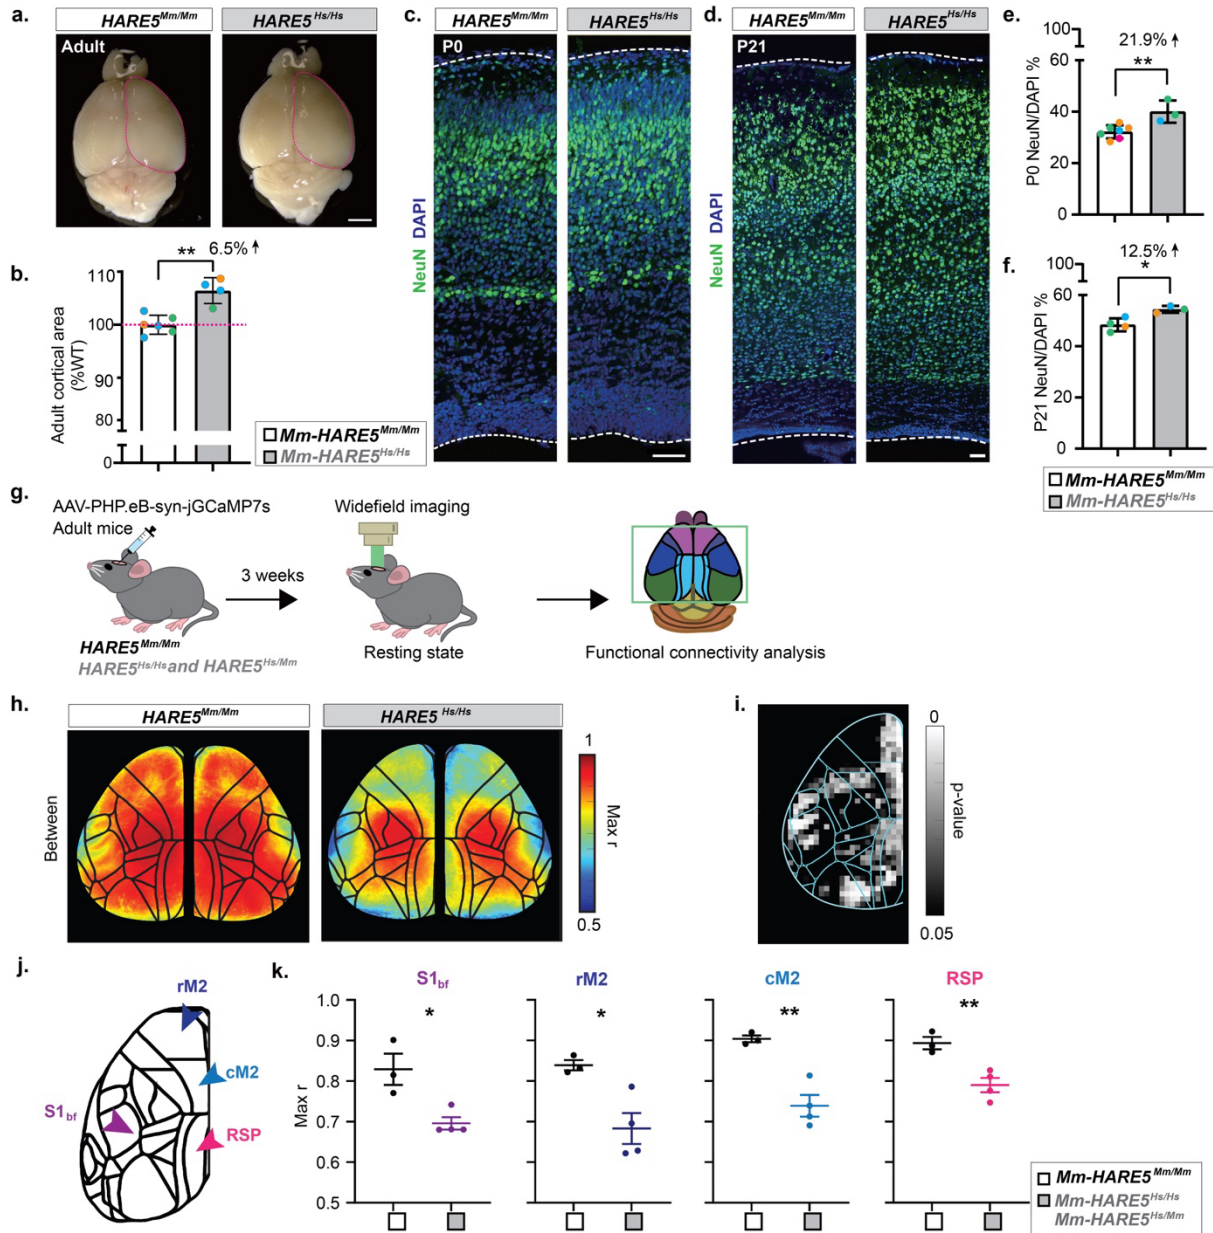 a.
HARE5Mm/Mm
HARE5Hs/Hs
Adult
b.
** 6.5%
Adult cortical area
(%WT)
110
100
90
80
0
Mm-HARE5Mm/Mm
Mm-HARE5Hs/Hs
c.
HARE5Mm/Mm
HARE5Hs/Hs
P0
NeuN DAPI
d.
HARE5Mm/Mm
HARE5Hs/Hs
P21
NeuN DAPI
e.
21.9%
**
P0 NeuN/DAPI %
100
60
40
20
0
f.
12.5%
*
P21 NeuN/DAPI %
100
60
40
20
0
Mm-HARE5Mm/Mm
Mm-HARE5Hs/Hs
g.
AAV-PHP.eB-syn-jGCaMP7s
Adult mice
3 weeks
HARE5Mm/Mm
HARE5Hs/Hs and HARE5Hs/Mm
Widefield imaging
Resting state
Functional connectivity analysis
h.
HARE5Mm/Mm
HARE5 Hs/Hs
Between
1
Max r
0.5
i.
0
p-value
0.05
j.
rM2
cM2
S1bf
RSP
k.
S1bf
rM2
cM2
RSP
*
*
**
**
Max r
1.0
0.9
0.8
0.7
0.6
0.5
Mm-HARE5Mm/Mm
Mm-HARE5Hs/Hs
Mm-HARE5Hs/Mm